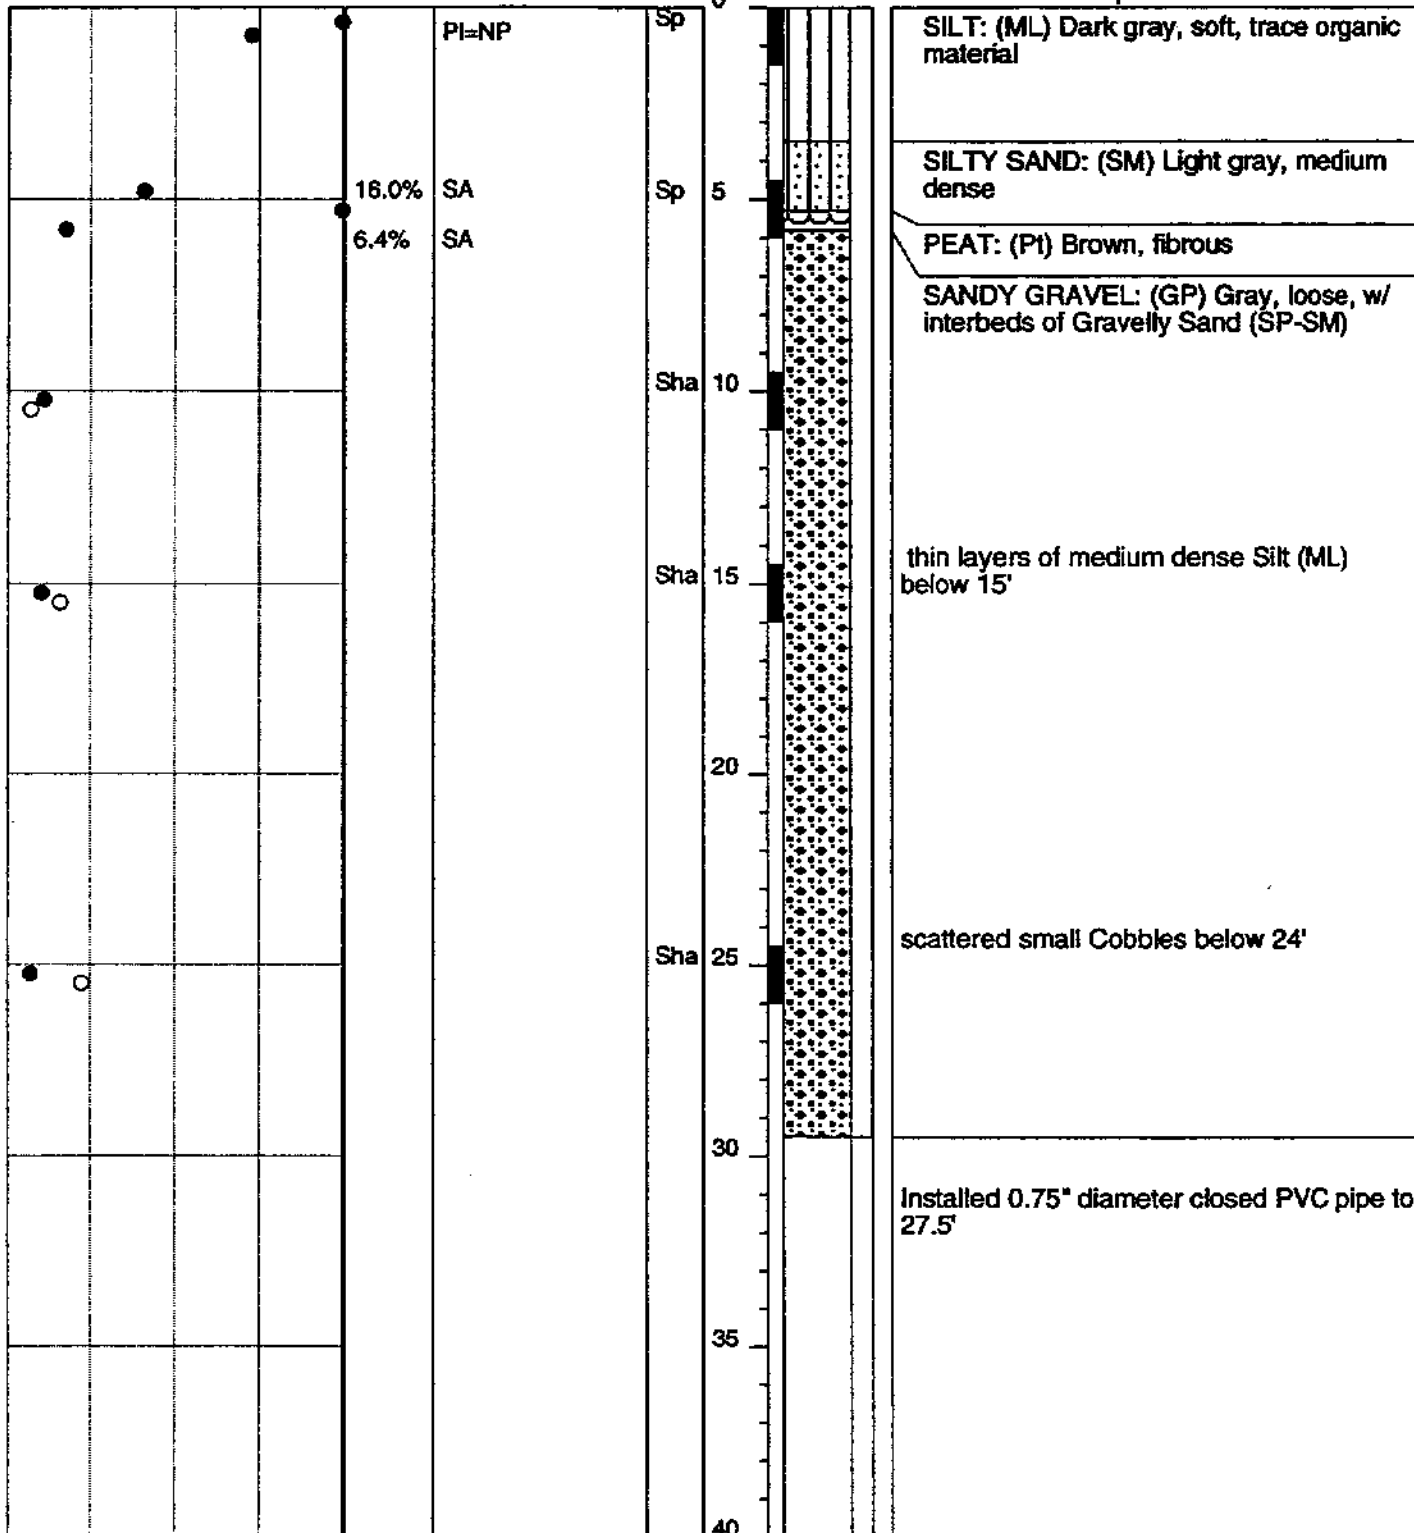 0
Sp
PI=NP
SILT: (ML) Dark gray, soft, trace organic
material
SILTY SAND: (SM) Light gray, medium
dense
16.0% SA
Sp 5
6.4% SA
PEAT: (Pt) Brown, fibrous
SANDY GRAVEL: (GP) Gray, loose, w/
interbeds of Gravelly Sand (SP-SM)
Sha 10
thin layers of medium dense Silt (ML)
below 15'
Sha 15
20
scattered small Cobbles below 24'
Sha 25
30
Installed 0.75" diameter closed PVC pipe to
27.5'
35
40